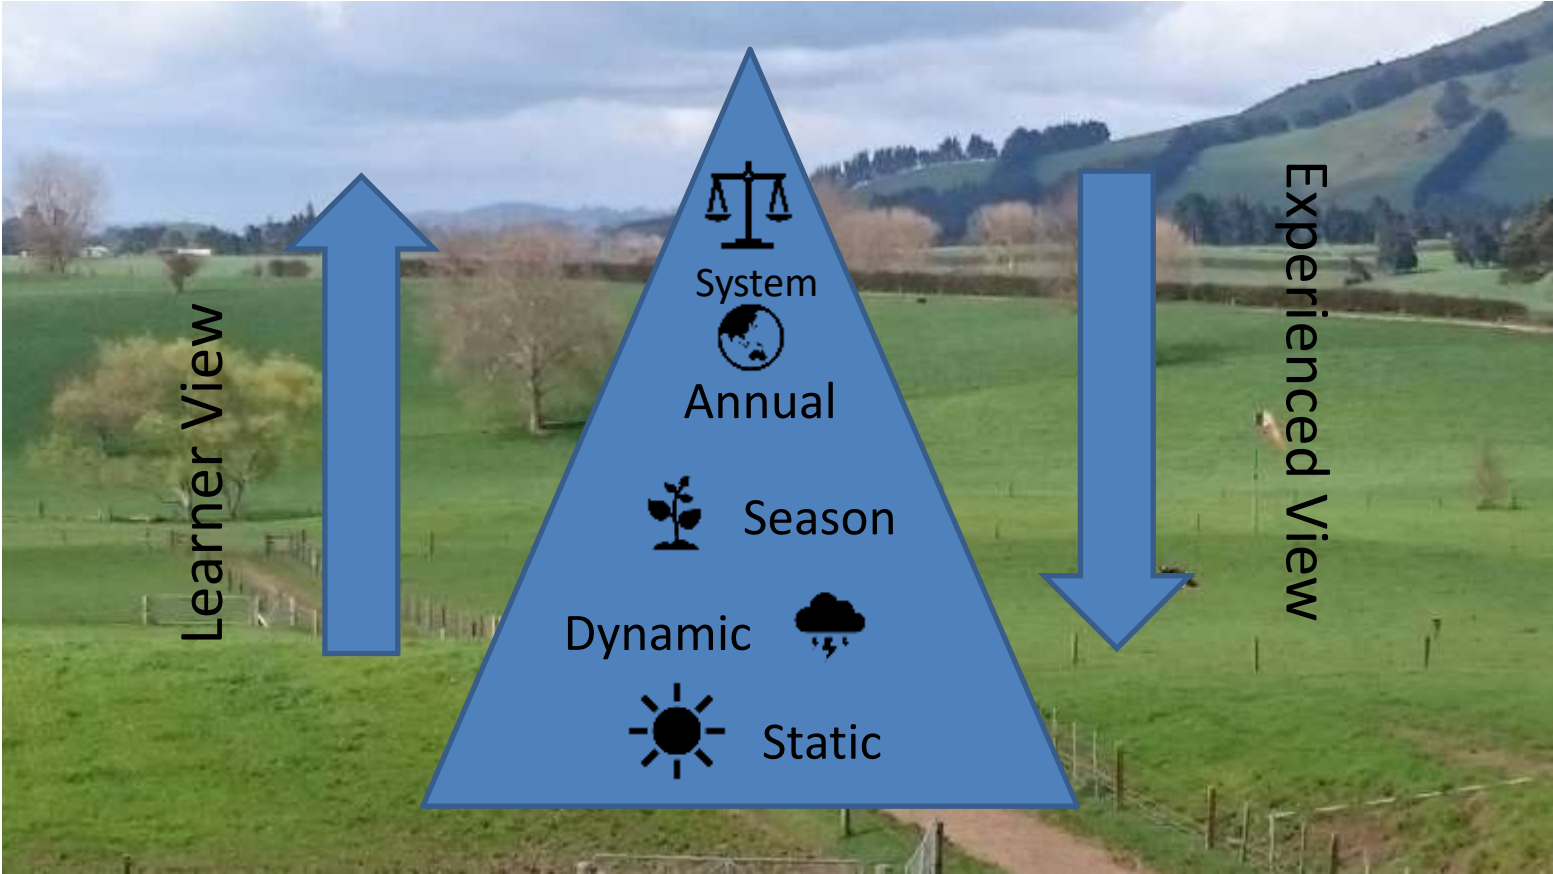 System
Annual
Season
Dynamic
Static
Learner View
Experienced View